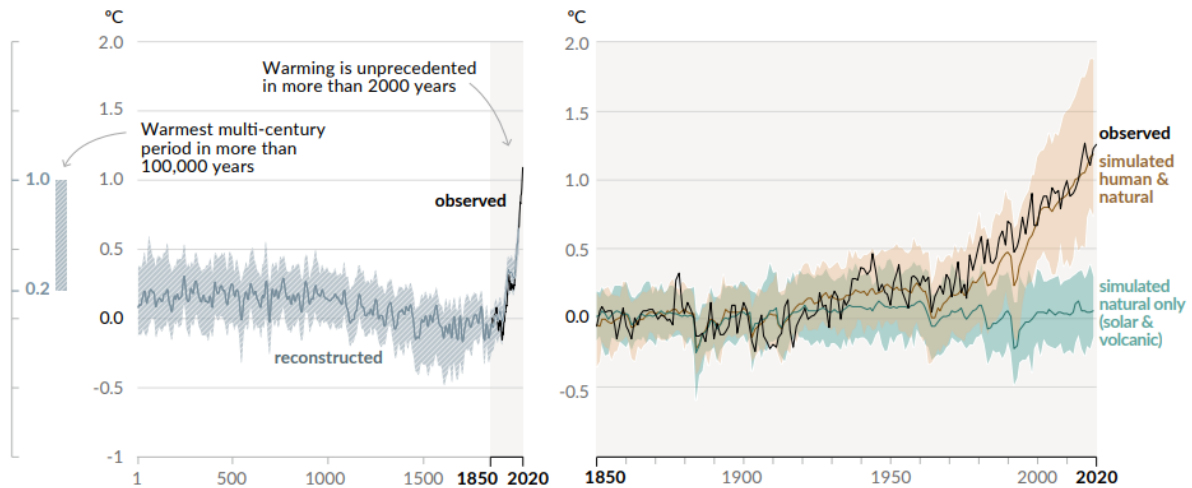 °C
2.0
1.5
1.0
0.5
0.0
-0.5
-1
1.0
0.2
Warming is unprecedented
in more than 2000 years
Warmest multi-century
period in more than
100,000 years
observed
reconstructed
1
500
1000
1500
1850
2020
°C
2.0
1.5
1.0
0.5
0.0
-0.5
observed
simulated
human &
natural
simulated
natural only
(solar &
volcanic)
1850
1900
1950
2000
2020